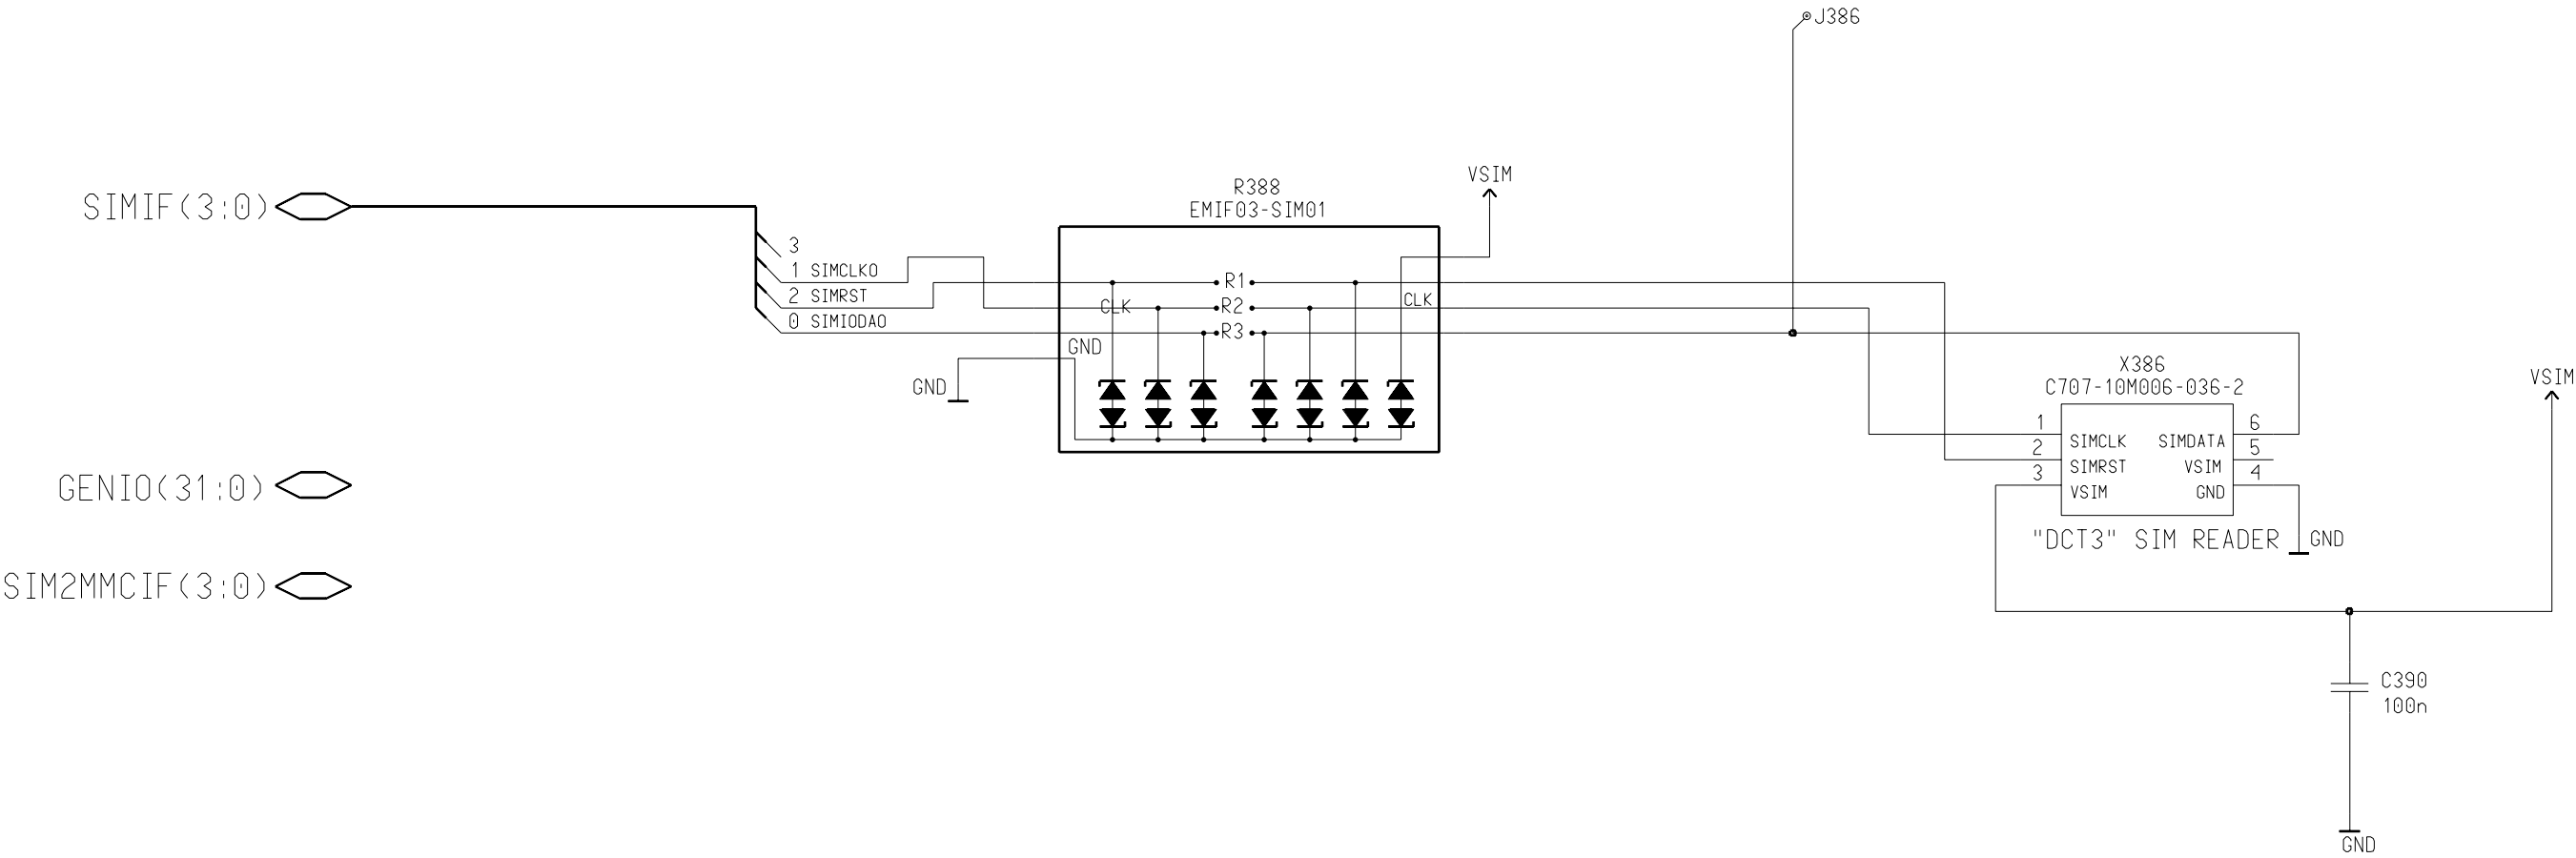 J386
VSIM
R388
EMIF03-SIM01
SIMIF(3:0)
3
1 SIMCLKO
2 SIMRST
0 SIMIODAO
R1
CLK R2 CLK
R3
GND
GND
X386
C707-10M006-036-2
VSIM
1 6
SIMCLK SIMDATA
2 5
SIMRST VSIM
3 4
VSIM GND
"DCT3" SIM READER
GND
GENIO(31:0)
SIM2MMCIF(3:0)
C390
100n
GND